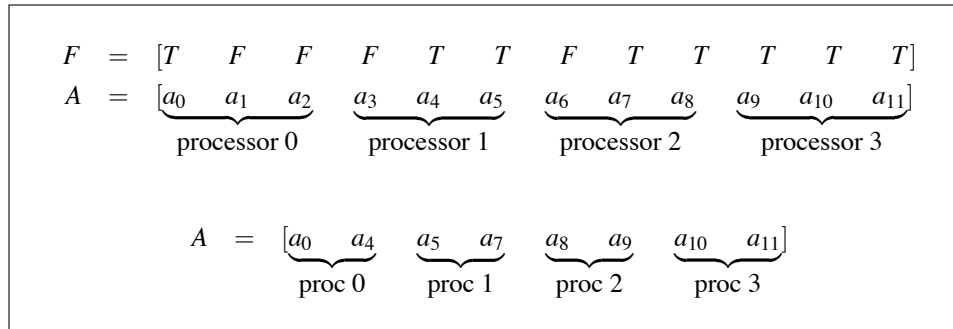 F = [T F F F T T F T T T T T]
A = [a₀ a₁ a₂ a₃ a₄ a₅ a₆ a₇ a₈ a₉ a₁₀ a₁₁]
processor 0 processor 1 processor 2 processor 3
A = [a₀ a₄ a₅ a₇ a₈ a₉ a₁₀ a₁₁]
proc 0 proc 1 proc 2 proc 3